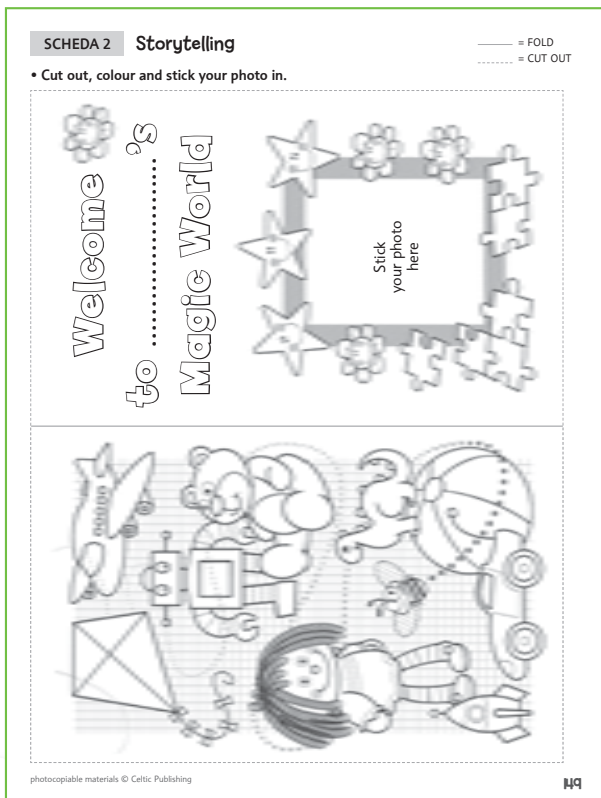 SCHEDA 2 Storytelling
= FOLD
= CUT OUT
• Cut out, colour and stick your photo in.
Welcome
to ..............................'s
Magic World
Stick
your photo
here
photocopiable materials © Celtic Publishing
149